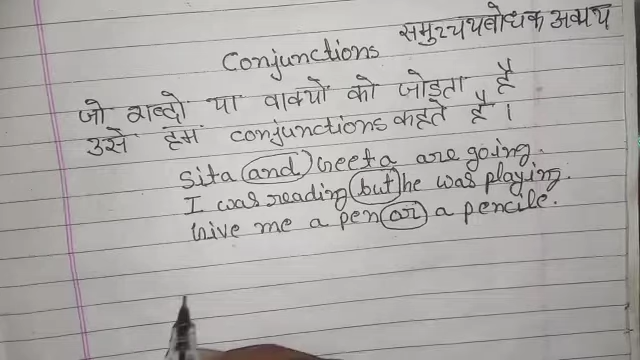 Conjunctions समुच्चयबोधक अव्यय
जो शब्दो या वाक्यों को जोड़ता है
उसे हम conjunctions कहते है।
Sita and Geeta are going.
I was reading but he was playing.
Give me a pen or a pencile.